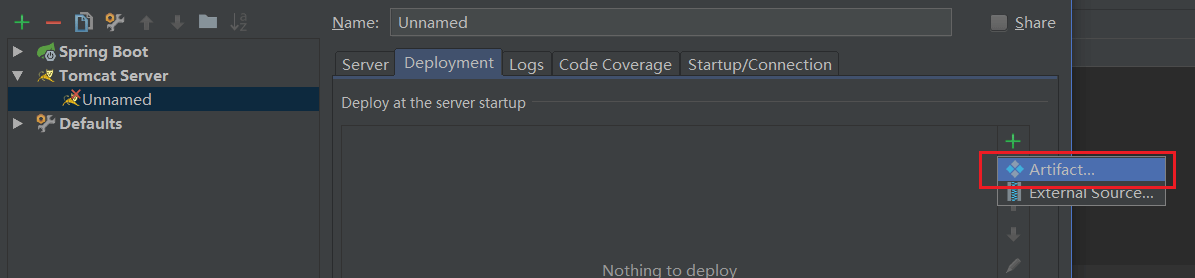 Name: Unnamed Share
Spring Boot
Tomcat Server
Unnamed
Defaults
Server Deployment Logs Code Coverage Startup/Connection
Deploy at the server startup
Artifact...
External Source...
Nothing to deploy